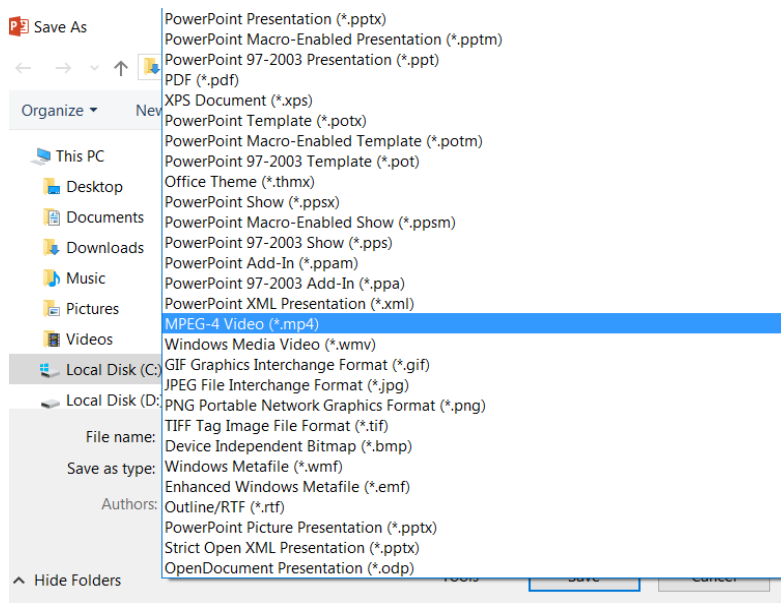 Save As
Organize
New
This PC
Desktop
Documents
Downloads
Music
Pictures
Videos
Local Disk (C:)
Local Disk (D:
File name:
Save as type:
Authors:
PowerPoint Presentation (*.pptx)
PowerPoint Macro-Enabled Presentation (*.pptm)
PowerPoint 97-2003 Presentation (*.ppt)
PDF (*.pdf)
XPS Document (*.xps)
PowerPoint Template (*.potx)
PowerPoint Macro-Enabled Template (*.potm)
PowerPoint 97-2003 Template (*.pot)
Office Theme (*.thmx)
PowerPoint Show (*.ppsx)
PowerPoint Macro-Enabled Show (*.ppsm)
PowerPoint 97-2003 Show (*.pps)
PowerPoint Add-In (*.ppam)
PowerPoint 97-2003 Add-In (*.ppa)
PowerPoint XML Presentation (*.xml)
MPEG-4 Video (*.mp4)
Windows Media Video (*.wmv)
GIF Graphics Interchange Format (*.gif)
JPEG File Interchange Format (*.jpg)
PNG Portable Network Graphics Format (*.png)
TIFF Tag Image File Format (*.tif)
Device Independent Bitmap (*.bmp)
Windows Metafile (*.wmf)
Enhanced Windows Metafile (*.emf)
Outline/RTF (*.rtf)
PowerPoint Picture Presentation (*.pptx)
Strict Open XML Presentation (*.pptx)
OpenDocument Presentation (*.odp)
Hide Folders
Tools
Save
Cancel